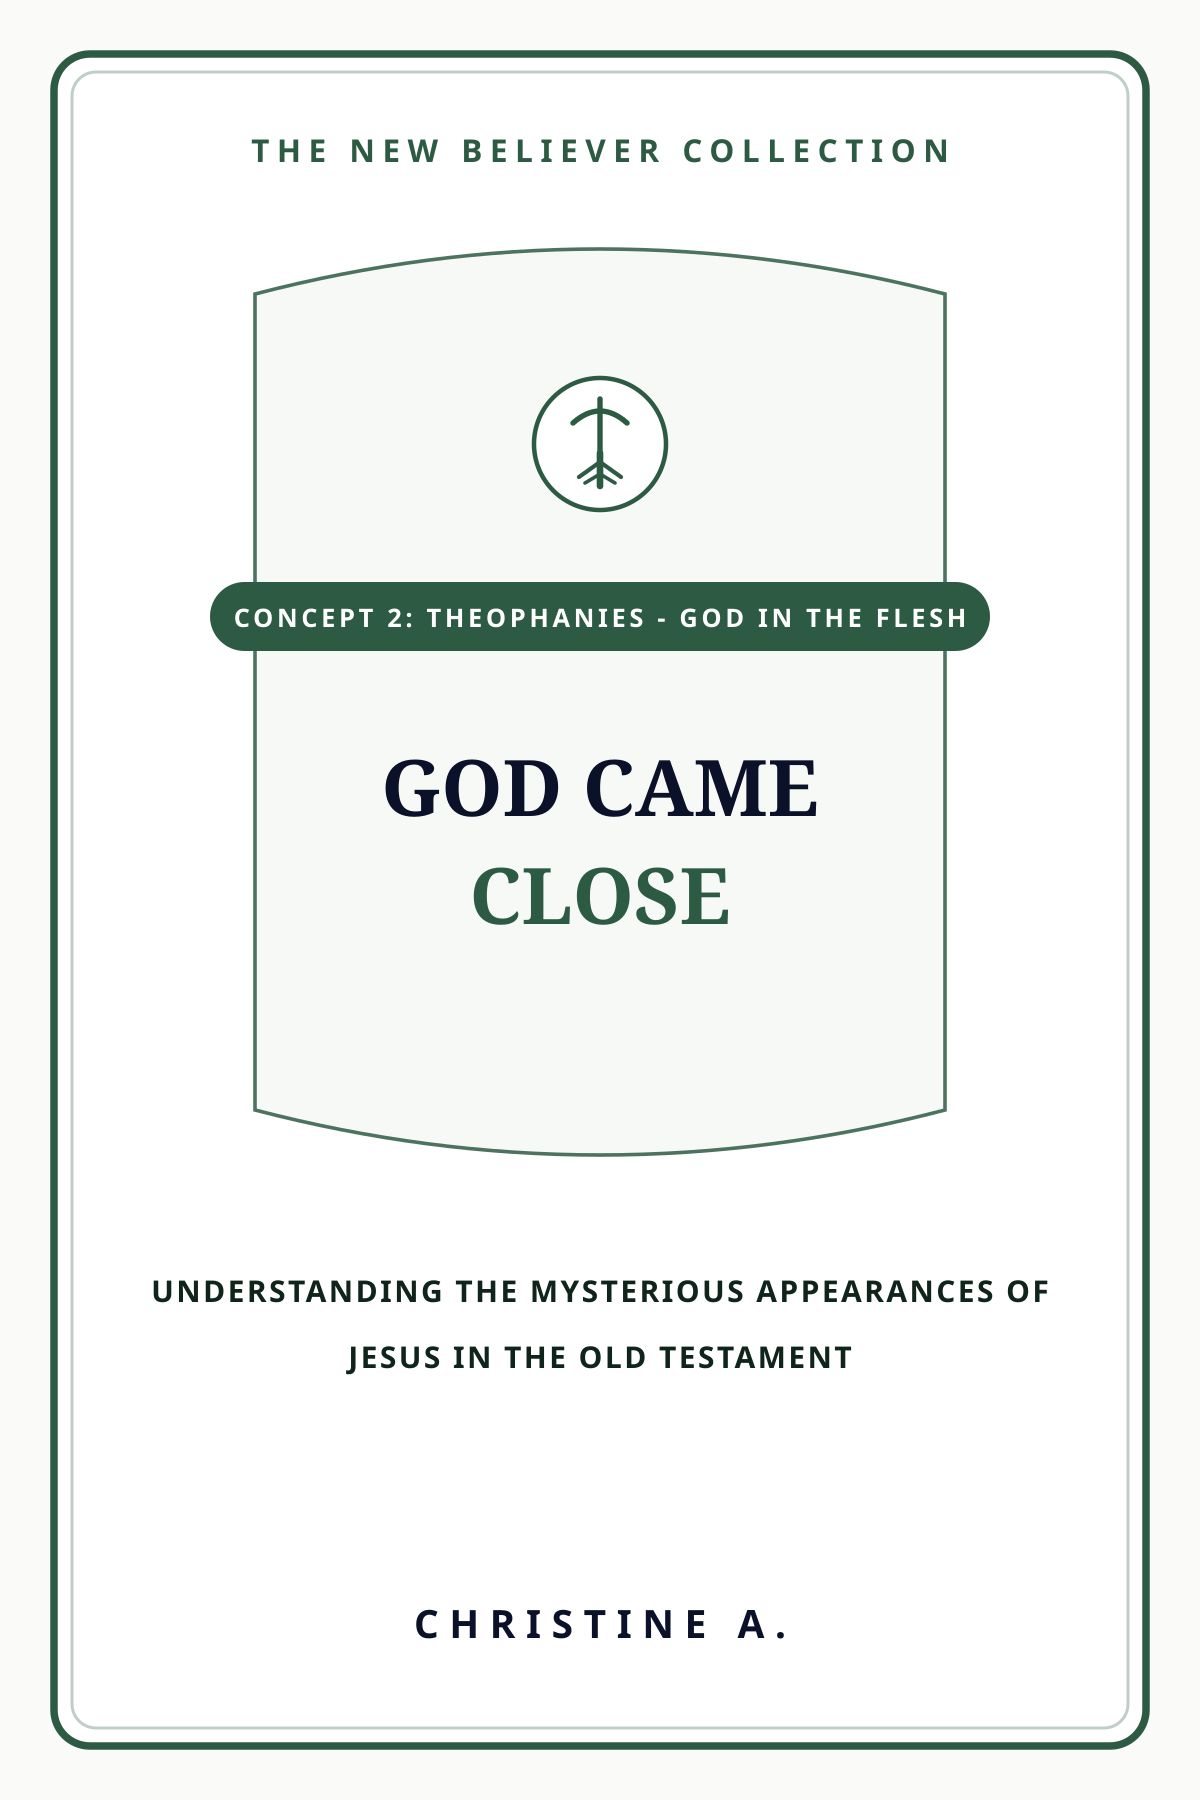 THE NEW BELIEVER COLLECTION
CONCEPT 2: THEOPHANIES - GOD IN THE FLESH
GOD CAME
CLOSE
UNDERSTANDING THE MYSTERIOUS APPEARANCES OF
JESUS IN THE OLD TESTAMENT
CHRISTINE A.